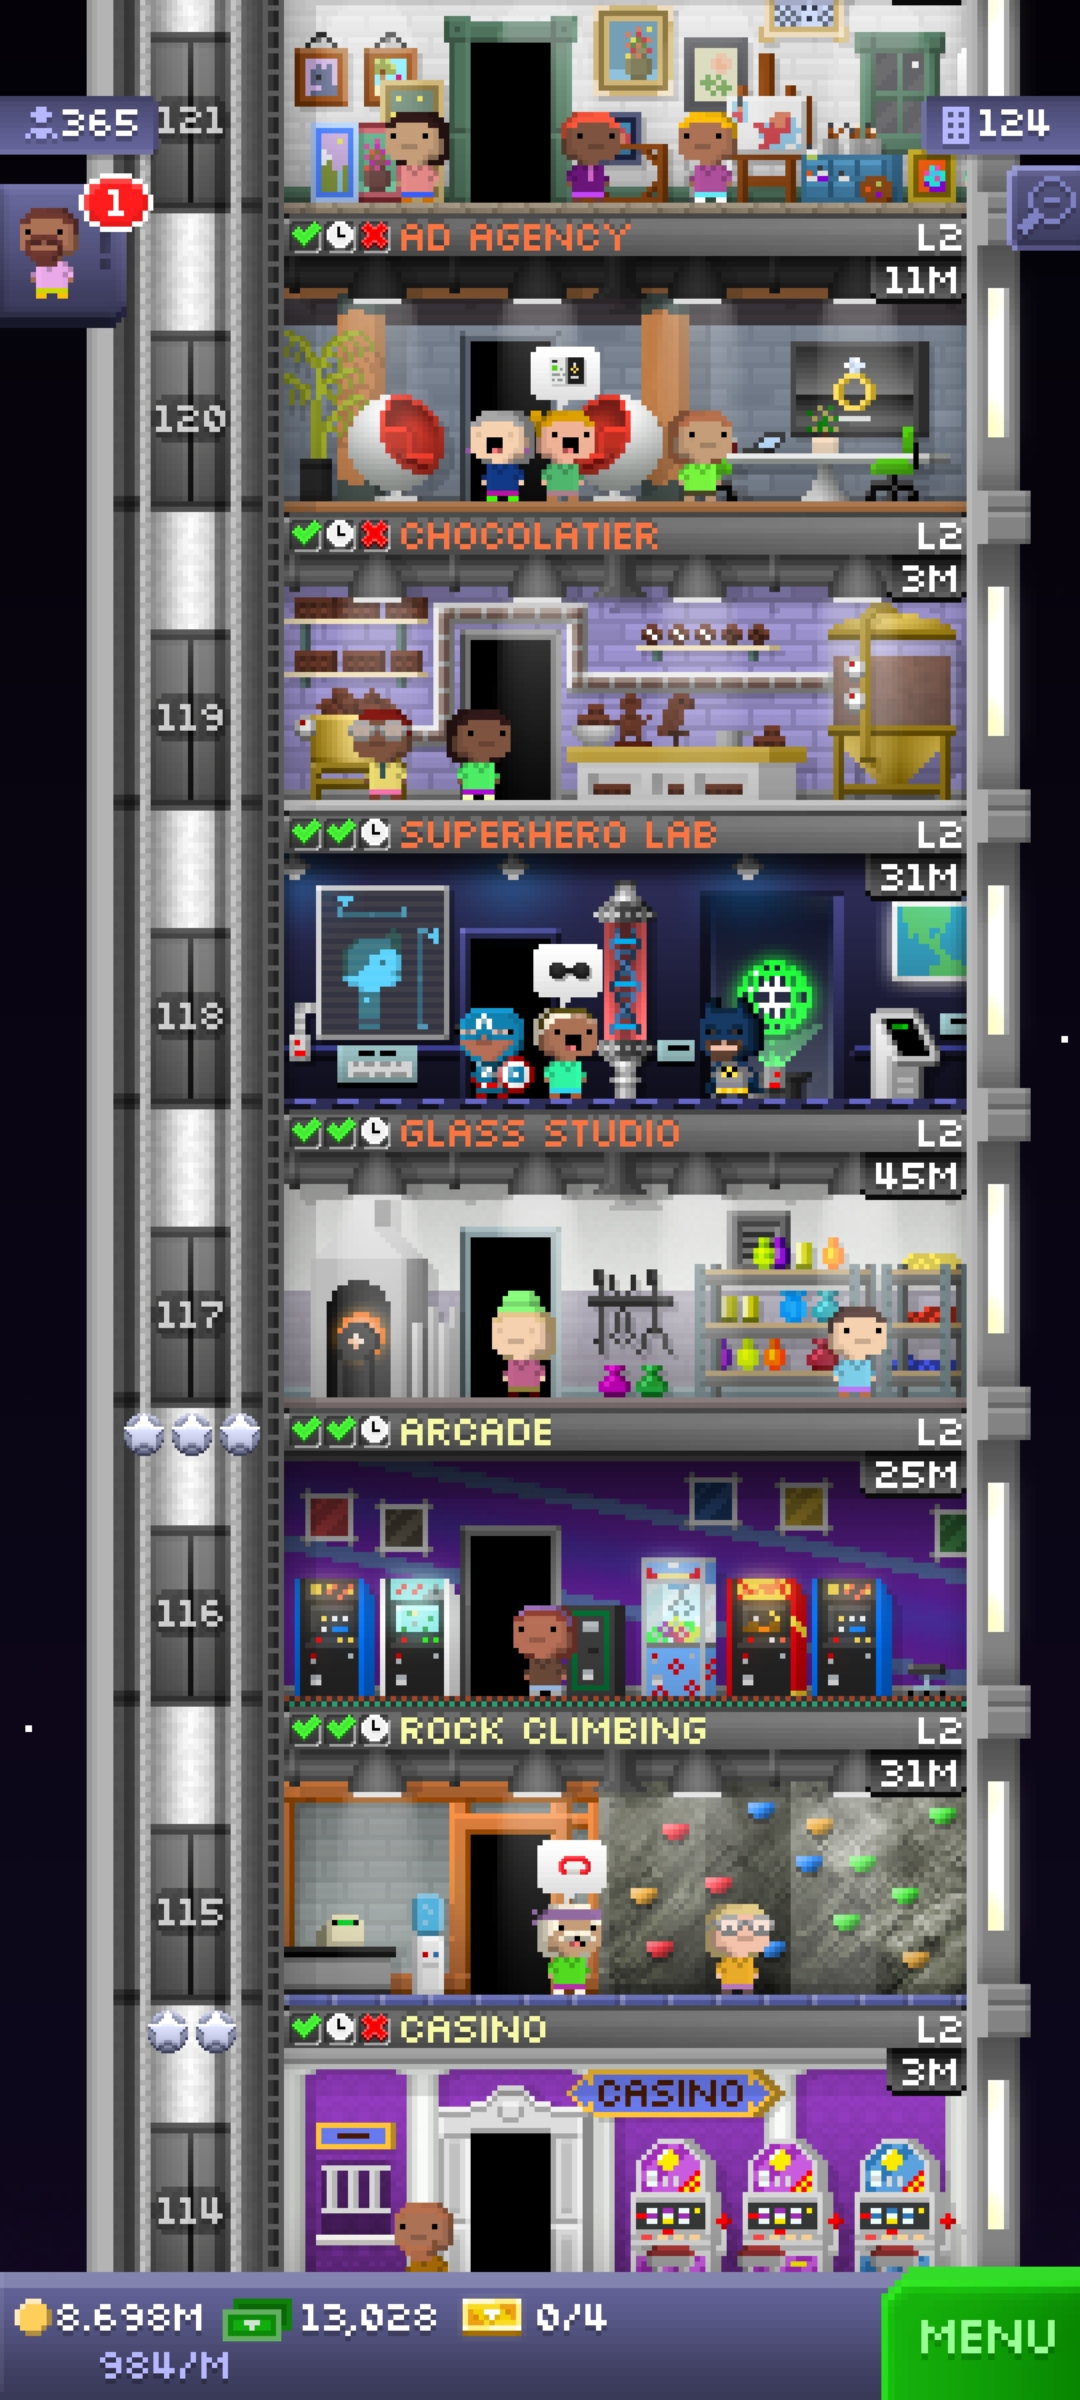 121
365
124
1
AD AGENCY L2
11M
120
CHOCOLATIER L2
3M
119
SUPERHERO LAB L2
31M
118
GLASS STUDIO L2
45M
117
ARCADE L2
25M
116
ROCK CLIMBING L2
31M
115
CASINO L2
3M
CASINO
114
8.698M 13,028 0/4
984/M
MENU